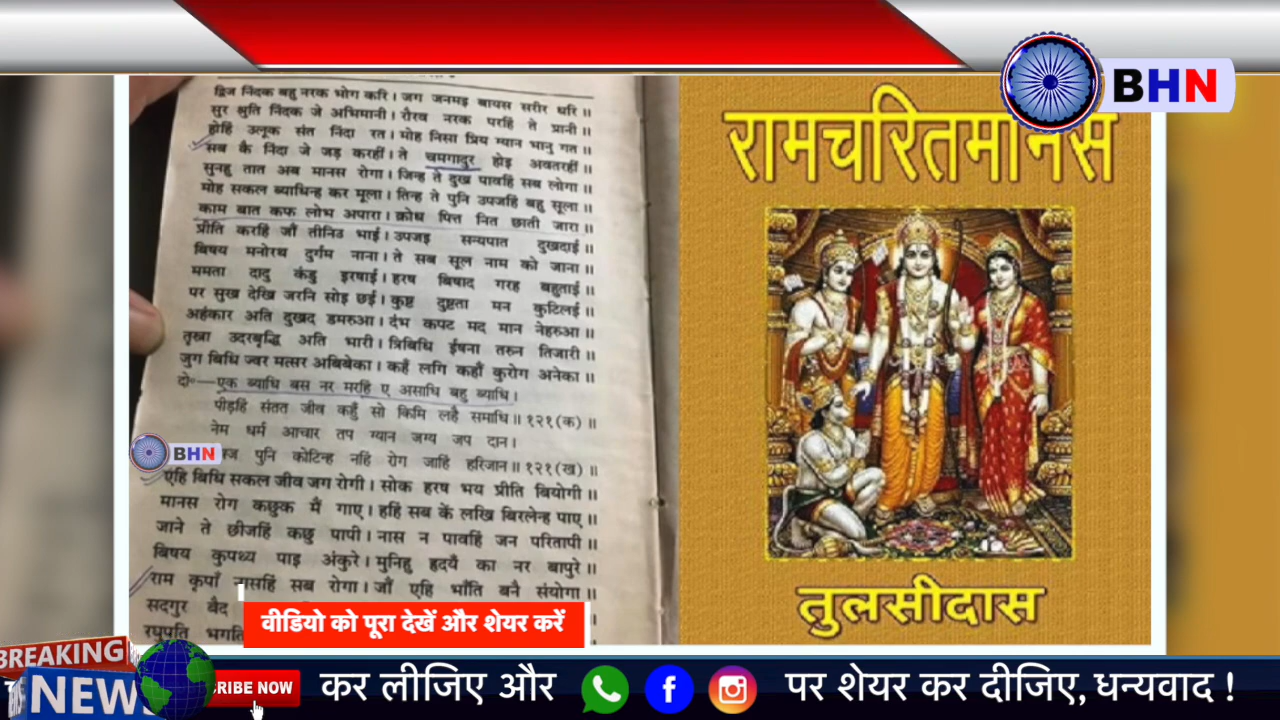 BHN
द्विज निंदक बहु नरक भोग करि। जग जनमइ बायस सरीर धरि॥
सुर श्रुति निंदक जे अभिमानी। रौरव नरक परहिं ते प्रानी॥
होहिं उलूक संत निंदा रत। मोह निसा प्रिय ग्यान भानु गत॥
सब कै निंदा जे जड़ करहीं। ते चमगादुर होइ अवतरहीं॥
सुनहु तात अब मानस रोगा। जिन्ह ते दुख पावहिं सब लोगा॥
मोह सकल ब्याधिन्ह कर मूला। तिन्ह ते पुनि उपजहिं बहु सूला॥
काम बात कफ लोभ अपारा। क्रोध पित्त नित छाती जारा॥
प्रीति करहिं जौं तीनिउ भाई। उपजइ सन्यपात दुखदाई॥
बिषय मनोरथ दुर्गम नाना। ते सब सूल नाम को जाना॥
ममता दादु कंडु इरषाई। हरष बिषाद गरह बहुताई॥
पर सुख देखि जरनि सोइ छई। कुष्ट दुष्टता मन कुटिलई॥
अहंकार अति दुखद डमरुआ। दंभ कपट मद मान नेहरुआ॥
तृस्ना उदरबृद्धि अति भारी। त्रिबिधि ईषना तरुन तिजारी॥
जुग बिधि ज्वर मत्सर अबिबेका। कहँ लगि कहौं कुरोग अनेका॥
दो॰—एक ब्याधि बस नर मरहिं ए असाधि बहु ब्याधि।
पीड़हिं संतत जीव कहुँ सो किमि लहै समाधि॥१२१(क)॥
नेम धर्म आचार तप ग्यान जग्य जप दान।
पुनि कोटिन्ह नहिं रोग जाहिं हरिजान॥१२१(ख)॥
एहि बिधि सकल जीव जग रोगी। सोक हरष भय प्रीति बियोगी॥
मानस रोग कछुक मैं गाए। हहिं सब कें लखि बिरलेन्ह पाए॥
जाने ते छीजहिं कछु पापी। नास न पावहिं जन परितापी॥
बिषय कुपथ्य पाइ अंकुरे। मुनिहु हृदयँ का नर बापुरे॥
राम कृपाँ नासहिं सब रोगा। जौं एहि भाँति बनै संयोगा॥
सदगुर बैद
रघुपति भगति
BHN
रामचरितमानस
तुलसीदास
वीडियो को पूरा देखें और शेयर करें
BREAKING
NEWS
RIBE NOW
कर लीजिए और पर शेयर कर दीजिए, धन्यवाद !